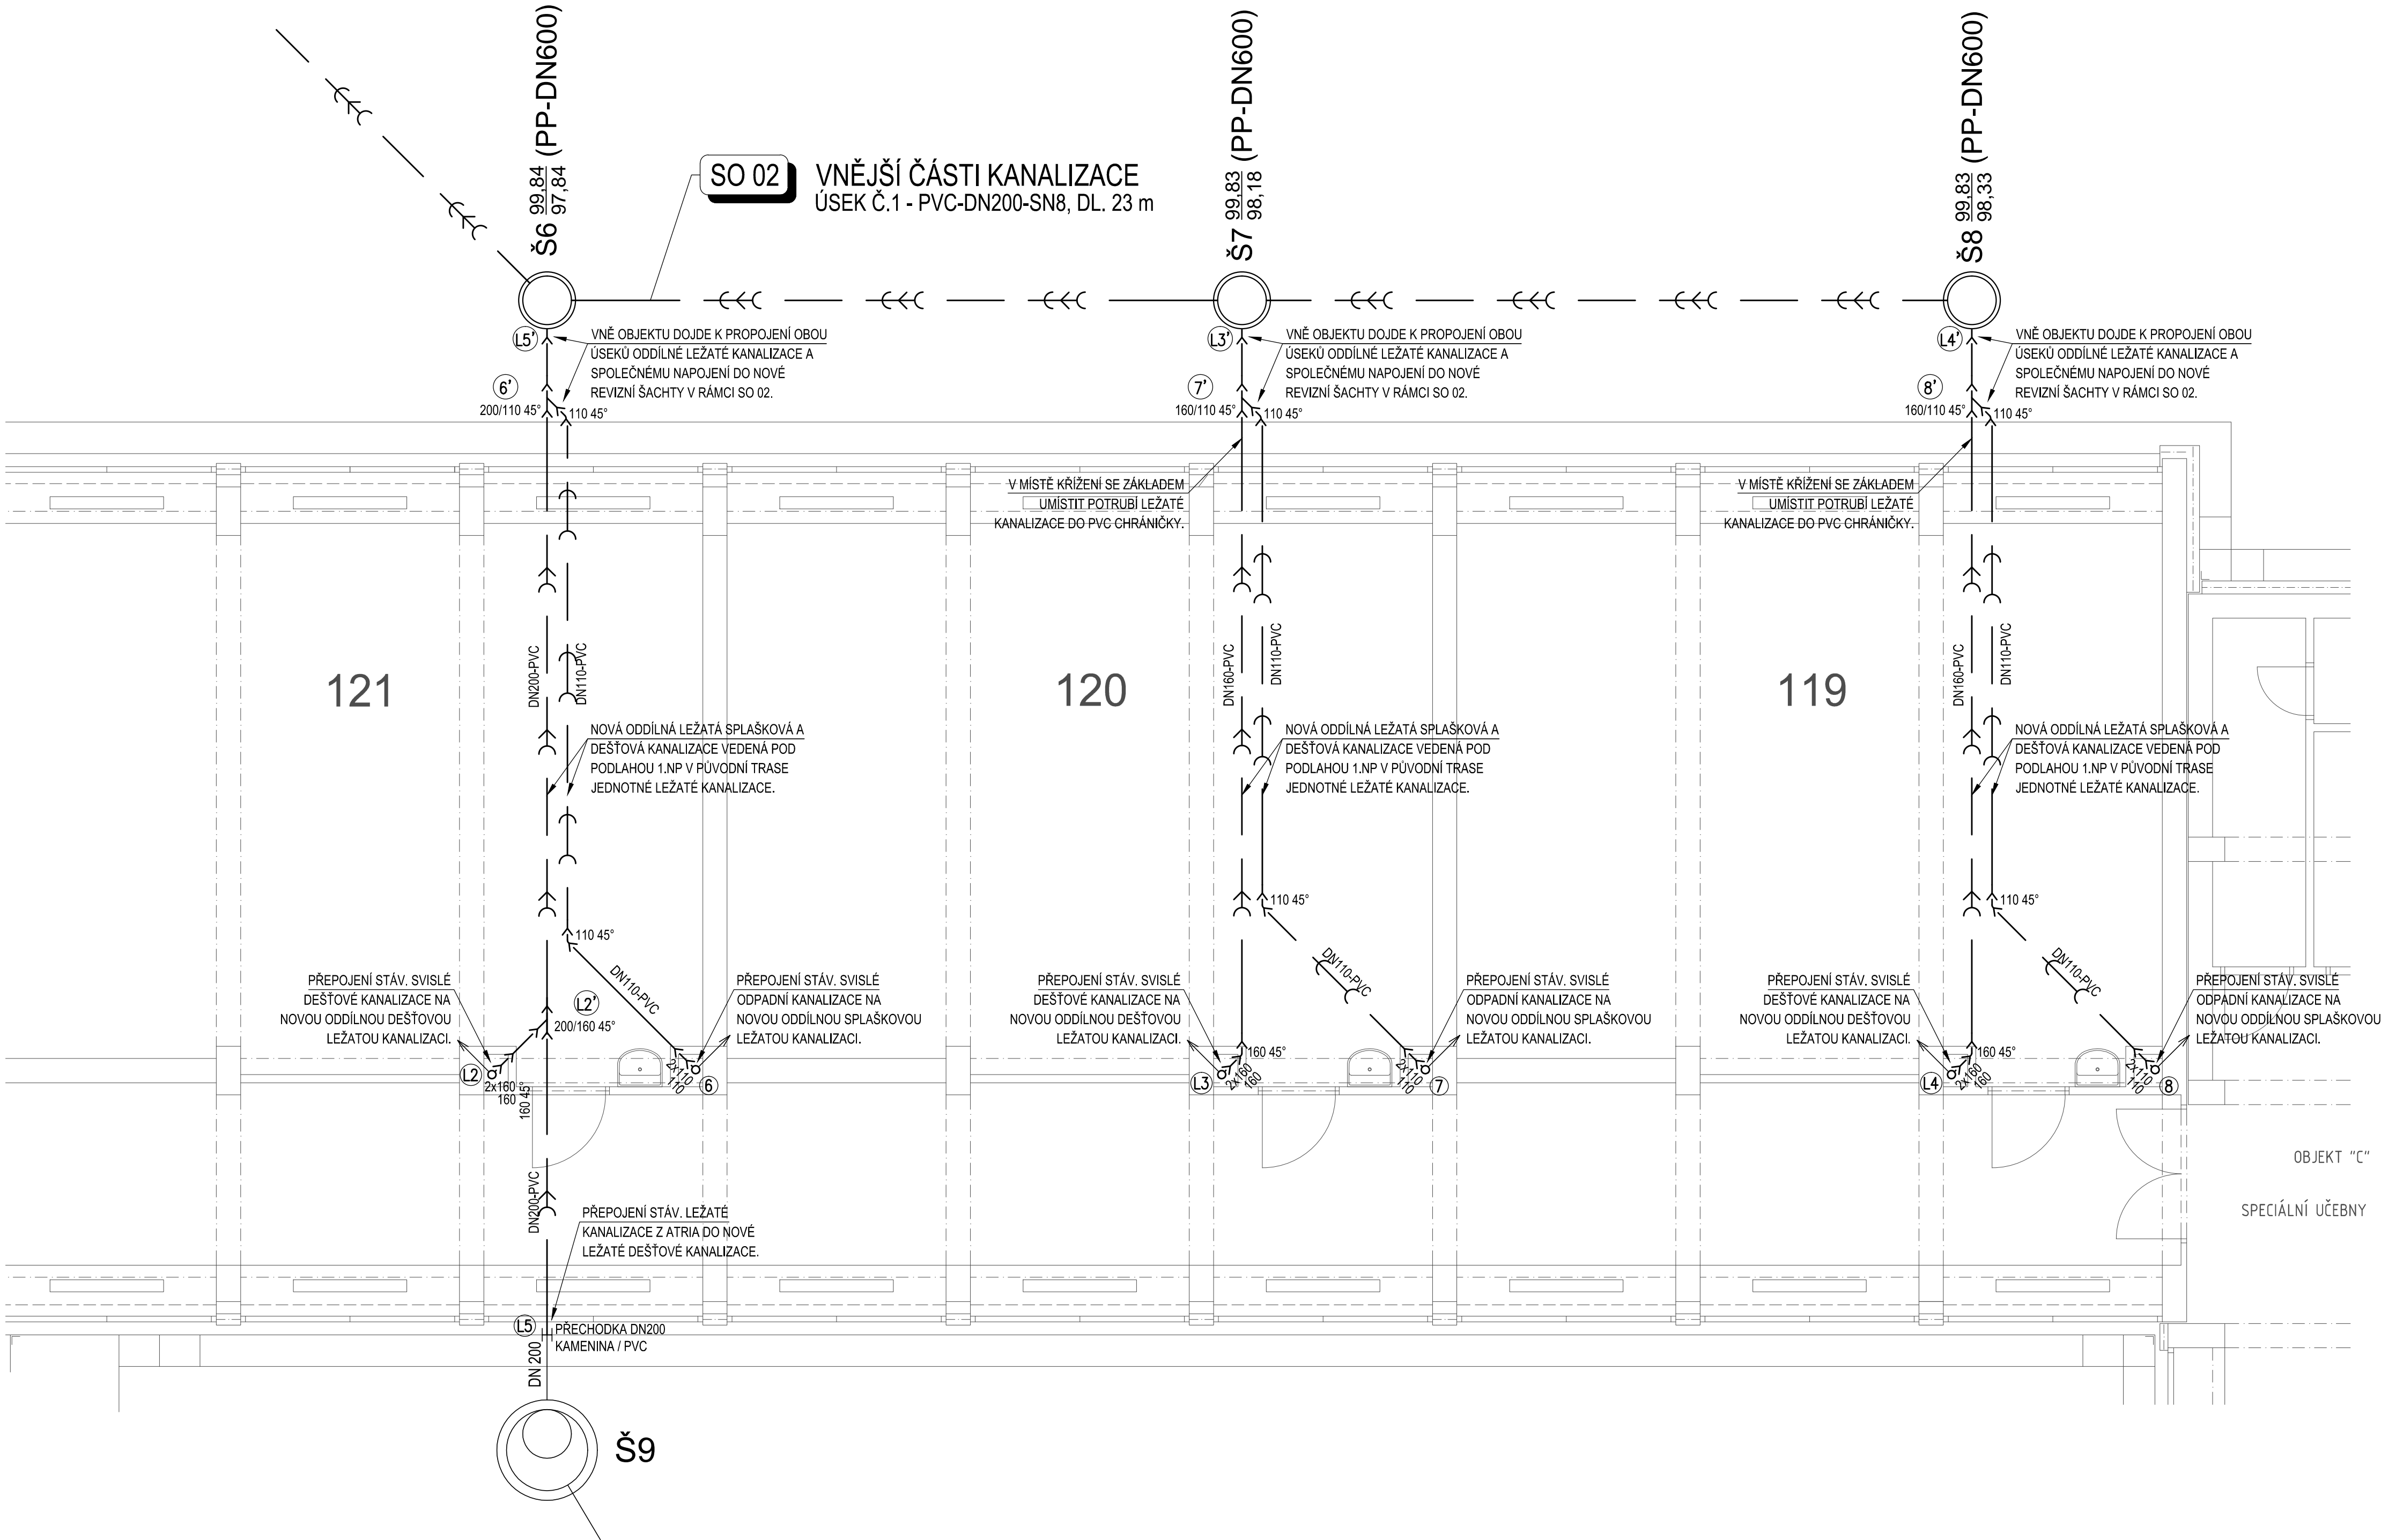 Š6 99,84 (PP-DN600)
97,84
SO 02
VNĚJŠÍ ČÁSTI KANALIZACE
ÚSEK Č.1 - PVC-DN200-SN8, DL. 23 m
Š7 99,83 (PP-DN600)
98,18
Š8 99,83 (PP-DN600)
98,33
L5'
VNĚ OBJEKTU DOJDE K PROPOJENÍ OBOU
ÚSEKŮ ODDÍLNÉ LEŽATÉ KANALIZACE A
SPOLEČNÉMU NAPOJENÍ DO NOVÉ
REVIZNÍ ŠACHTY V RÁMCI SO 02.
6'
200/110 45°
110 45°
L3'
VNĚ OBJEKTU DOJDE K PROPOJENÍ OBOU
ÚSEKŮ ODDÍLNÉ LEŽATÉ KANALIZACE A
SPOLEČNÉMU NAPOJENÍ DO NOVÉ
REVIZNÍ ŠACHTY V RÁMCI SO 02.
7'
160/110 45°
110 45°
L4'
VNĚ OBJEKTU DOJDE K PROPOJENÍ OBOU
ÚSEKŮ ODDÍLNÉ LEŽATÉ KANALIZACE A
SPOLEČNÉMU NAPOJENÍ DO NOVÉ
REVIZNÍ ŠACHTY V RÁMCI SO 02.
8'
160/110 45°
110 45°
V MÍSTĚ KŘÍŽENÍ SE ZÁKLADEM
UMÍSTIT POTRUBÍ LEŽATÉ
KANALIZACE DO PVC CHRÁNIČKY.
V MÍSTĚ KŘÍŽENÍ SE ZÁKLADEM
UMÍSTIT POTRUBÍ LEŽATÉ
KANALIZACE DO PVC CHRÁNIČKY.
121
DN200-PVC
DN110-PVC
120
DN160-PVC
DN110-PVC
119
DN160-PVC
DN110-PVC
NOVÁ ODDÍLNÁ LEŽATÁ SPLAŠKOVÁ A
DEŠŤOVÁ KANALIZACE VEDENÁ POD
PODLAHOU 1.NP V PŮVODNÍ TRASE
JEDNOTNÉ LEŽATÉ KANALIZACE.
NOVÁ ODDÍLNÁ LEŽATÁ SPLAŠKOVÁ A
DEŠŤOVÁ KANALIZACE VEDENÁ POD
PODLAHOU 1.NP V PŮVODNÍ TRASE
JEDNOTNÉ LEŽATÉ KANALIZACE.
NOVÁ ODDÍLNÁ LEŽATÁ SPLAŠKOVÁ A
DEŠŤOVÁ KANALIZACE VEDENÁ POD
PODLAHOU 1.NP V PŮVODNÍ TRASE
JEDNOTNÉ LEŽATÉ KANALIZACE.
110 45°
110 45°
110 45°
PŘEPOJENÍ STÁV. SVISLÉ
DEŠŤOVÉ KANALIZACE NA
NOVOU ODDÍLNOU DEŠŤOVOU
LEŽATOU KANALIZACI.
L2'
200/160 45°
DN110-PVC
PŘEPOJENÍ STÁV. SVISLÉ
ODPADNÍ KANALIZACE NA
NOVOU ODDÍLNOU SPLAŠKOVOU
LEŽATOU KANALIZACI.
PŘEPOJENÍ STÁV. SVISLÉ
DEŠŤOVÉ KANALIZACE NA
NOVOU ODDÍLNOU DEŠŤOVOU
LEŽATOU KANALIZACI.
DN110-PVC
PŘEPOJENÍ STÁV. SVISLÉ
ODPADNÍ KANALIZACE NA
NOVOU ODDÍLNOU SPLAŠKOVOU
LEŽATOU KANALIZACI.
PŘEPOJENÍ STÁV. SVISLÉ
DEŠŤOVÉ KANALIZACE NA
NOVOU ODDÍLNOU DEŠŤOVOU
LEŽATOU KANALIZACI.
DN110-PVC
PŘEPOJENÍ STÁV. SVISLÉ
ODPADNÍ KANALIZACE NA
NOVOU ODDÍLNOU SPLAŠKOVOU
LEŽATOU KANALIZACI.
L2
2x160
160
160 45°
2x110
110
6
L3
160 45°
2x160
160
2x110
110
7
L4
160 45°
2x160
160
2x110
110
8
DN200-PVC
PŘEPOJENÍ STÁV. LEŽATÉ
KANALIZACE Z ATRIA DO NOVÉ
LEŽATÉ DEŠŤOVÉ KANALIZACE.
OBJEKT "C"
SPECIÁLNÍ UČEBNY
L5
PŘECHODKA DN200
KAMENINA / PVC
DN 200
Š9